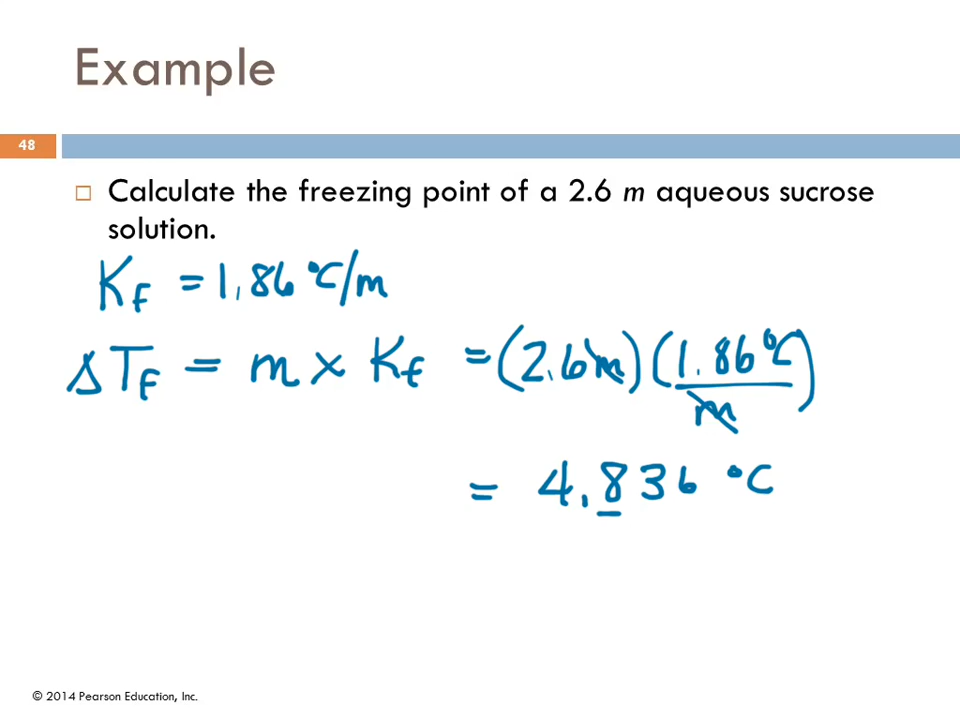 Example
48
Calculate the freezing point of a 2.6 m aqueous sucrose
solution.
KF = 1.86 °C/m
ΔTF = m × Kf = (2.6 m) (1.86 °C / m)
= 4.836 °C
© 2014 Pearson Education, Inc.